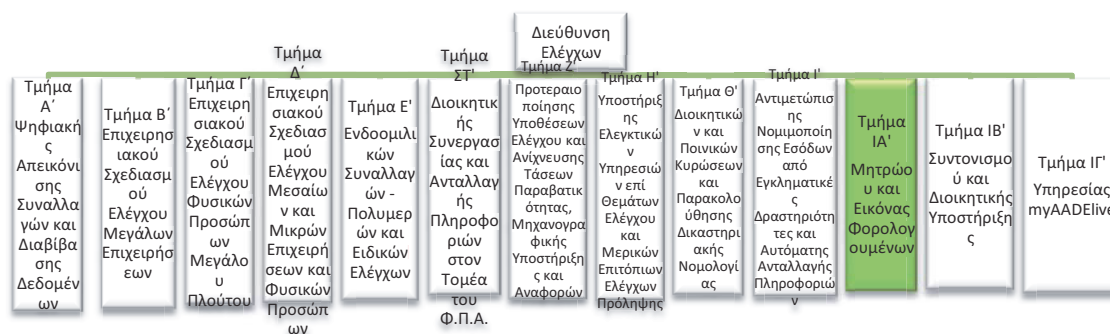 Διεύθυνση
Ελέγχων
Τμήμα
Α΄
Ψηφιακή
ς
Απεικόνι
σης
Συναλλα
γών και
Διαβίβα
σης
Δεδομέν
ων
Τμήμα Β΄
Επιχειρησ
ιακού
Σχεδιασμ
ού
Ελέγχου
Μεγάλων
Επιχειρήσ
εων
Τμήμα Γ΄
Επιχειρη
σιακού
Σχεδιασμ
ού
Ελέγχου
Φυσικών
Προσώπ
ων
Μεγάλο
υ
Πλούτου
Τμήμα
Δ΄
Επιχειρη
σιακού
Σχεδια
σμού
Ελέγχου
Μεσαίω
ν και
Μικρών
Επιχειρή
σεων και
Φυσικών
Προσώπ
ων
Τμήμα Ε'
Ενδοομιλι
κών
Συναλλαγ
ών -
Πολυμερ
ών και
Ειδικών
Ελέγχων
Τμήμα
ΣΤ'
Διοικητικ
ής
Συνεργασ
ίας και
Ανταλλαγ
ής
Πληροφο
ριών
στον
Τομέα
του
Φ.Π.Α.
Τμήμα Ζ'
Προτεραιο
ποίησης
Υποθέσεων
Ελέγχου και
Ανίχνευσης
Τάσεων
Παραβατικ
ότητας,
Μηχανογρα
φικής
Υποστήριξη
ς και
Αναφορών
Τμήμα Η'
Υποστήριξ
ης
Ελεγκτικώ
ν
Υπηρεσιώ
ν επί
Θεμάτων
Ελέγχου
και
Μερικών
Επιτόπιων
Ελέγχων
Πρόληψης
Τμήμα Θ'
Διοικητικώ
ν και
Ποινικών
Κυρώσεων
και
Παρακολο
ύθησης
Δικαστηρι
ακής
Νομολογί
ας
Τμήμα Ι'
Αντιμετώπισ
ης
Νομιμοποίη
σης Εσόδων
από
Εγκληματικέ
ς
Δραστηριότη
τες και
Αυτόματης
Ανταλλαγής
Πληροφοριώ
ν
Τμήμα
ΙΑ'
Μητρώο
υ και
Εικόνας
Φορολογ
ουμένων
Τμήμα ΙΒ'
Συντονισμο
ύ και
Διοικητικής
Υποστήριξη
ς
Τμήμα ΙΓ'
Υπηρεσίας
myAADElive